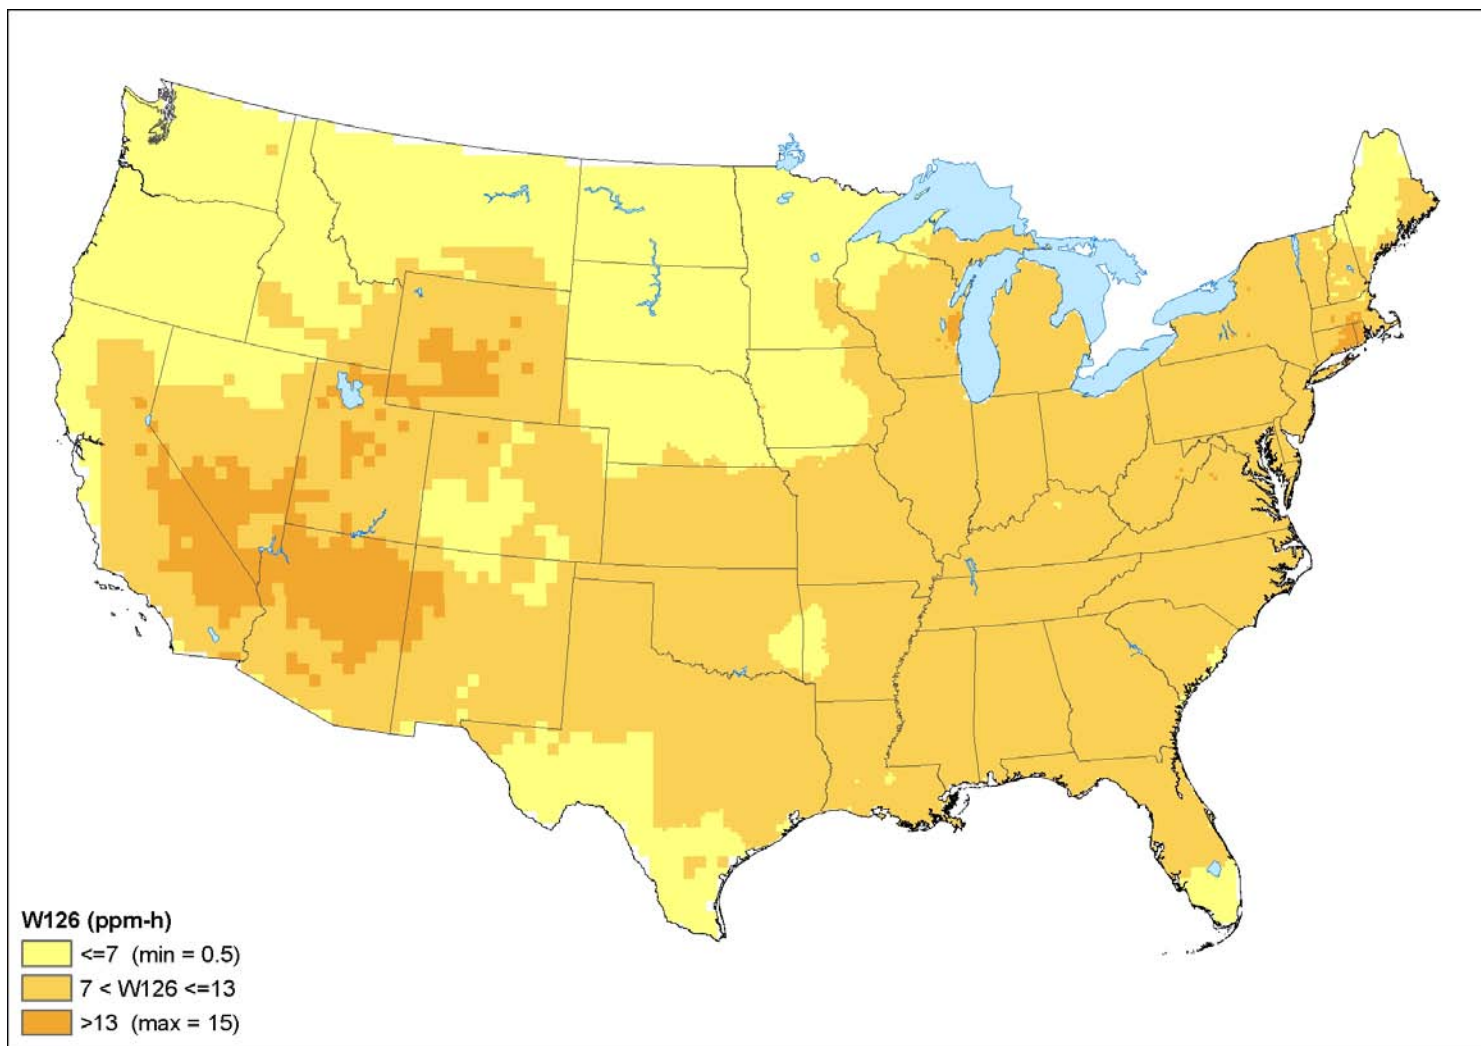 W126 (ppm-h)
<=7 (min = 0.5)
7 < W126 <=13
>13 (max = 15)